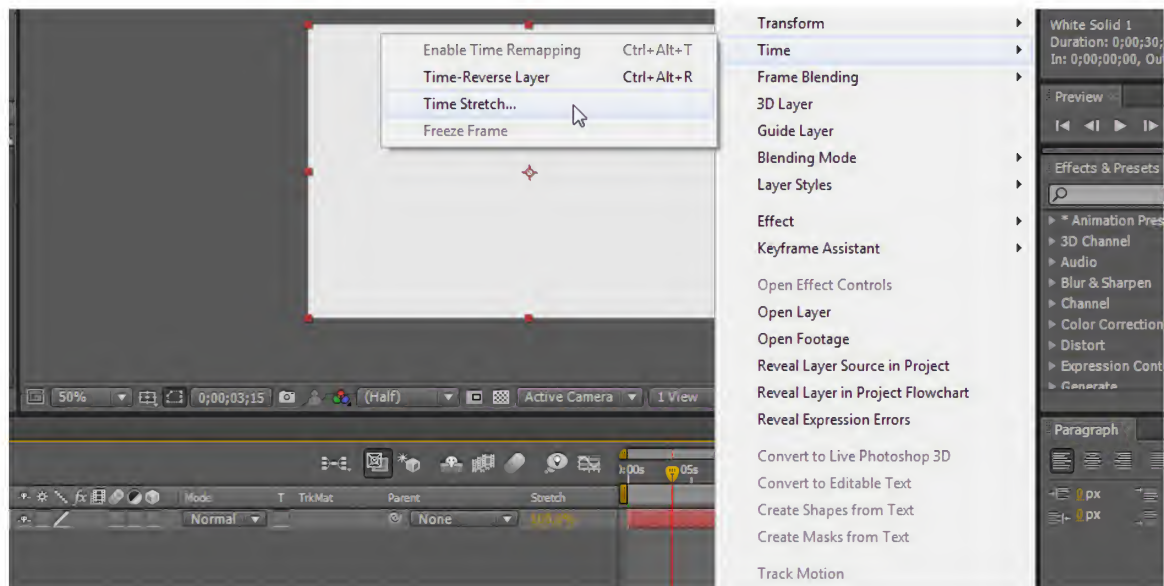 Enable Time Remapping Ctrl+Alt+T
Time-Reverse Layer Ctrl+Alt+R
Time Stretch...
Freeze Frame
Transform
Time
Frame Blending
3D Layer
Guide Layer
Blending Mode
Layer Styles
Effect
Keyframe Assistant
Open Effect Controls
Open Layer
Open Footage
Reveal Layer Source in Project
Reveal Layer in Project Flowchart
Reveal Expression Errors
Convert to Live Photoshop 3D
Convert to Editable Text
Create Shapes from Text
Create Masks from Text
Track Motion
White Solid 1
Duration: 0;00;30;
In: 0;00;00;00, Ou
Preview
Effects & Presets
* Animation Pres
3D Channel
Audio
Blur & Sharpen
Channel
Color Correction
Distort
Expression Cont
Generate
Paragraph
0 px
0 px
50% 0;00;03;15 (Half) Active Camera 1 View
05s
fx Mode T TrkMat Parent Stretch
Normal None